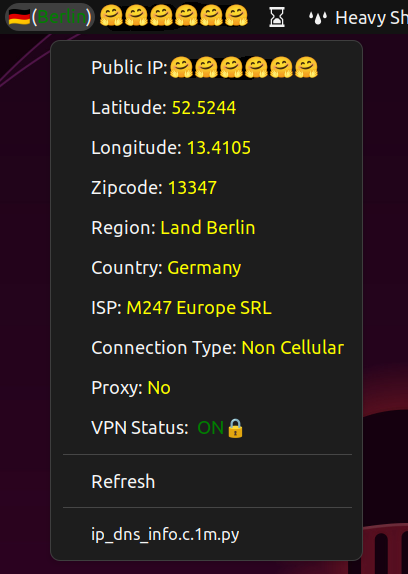 (Berlin) Heavy Sh
Public IP:
Latitude: 52.5244
Longitude: 13.4105
Zipcode: 13347
Region: Land Berlin
Country: Germany
ISP: M247 Europe SRL
Connection Type: Non Cellular
Proxy: No
VPN Status: ON
Refresh
ip_dns_info.c.1m.py